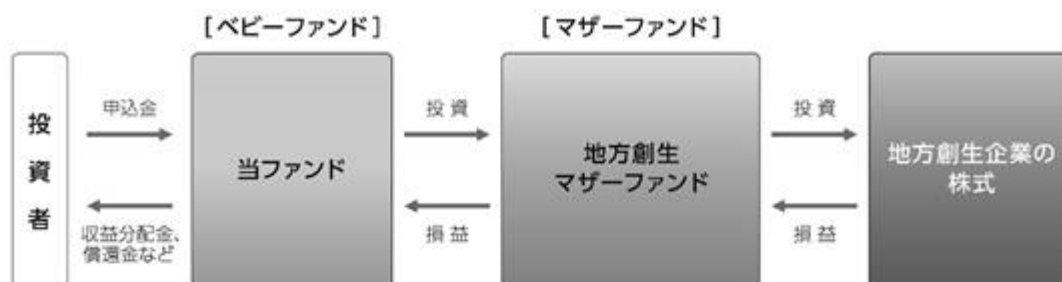 [ベビーファンド]
[マザーファンド]
投資者
申込金
収益分配金、
償還金など
当ファンド
投資
損益
地方創生
マザーファンド
投資
損益
地方創生企業の
株式